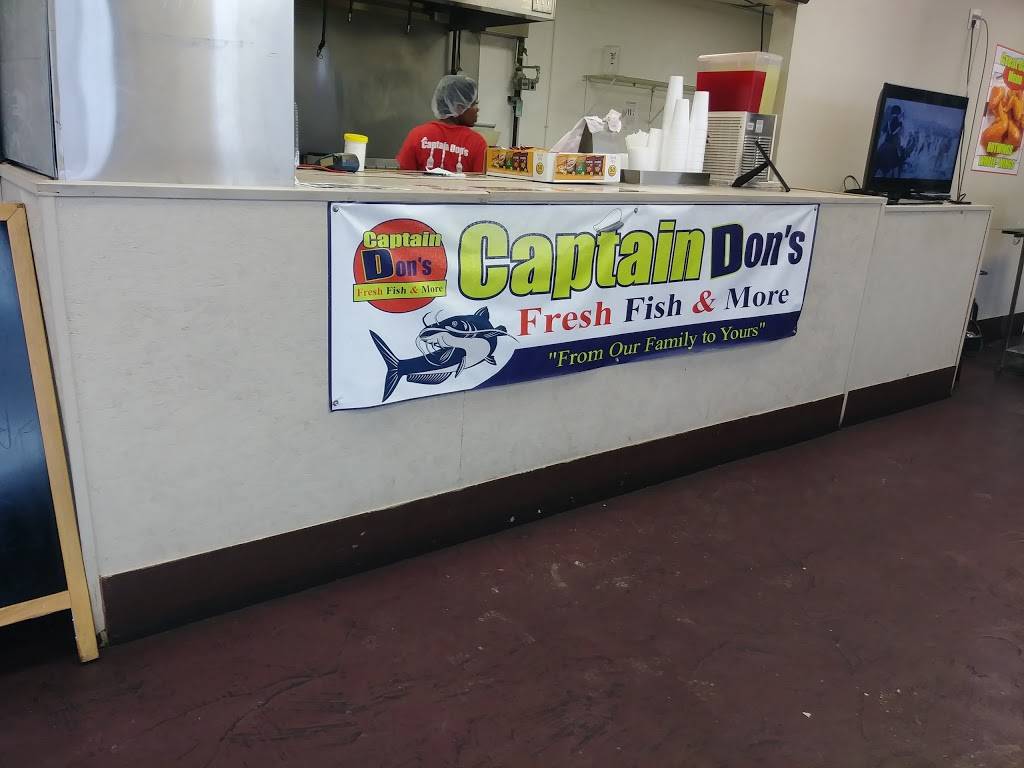 Captain Don's
Captain
Don's
Fresh Fish & More
Captain Don's
Fresh Fish & More
"From Our Family to Yours"